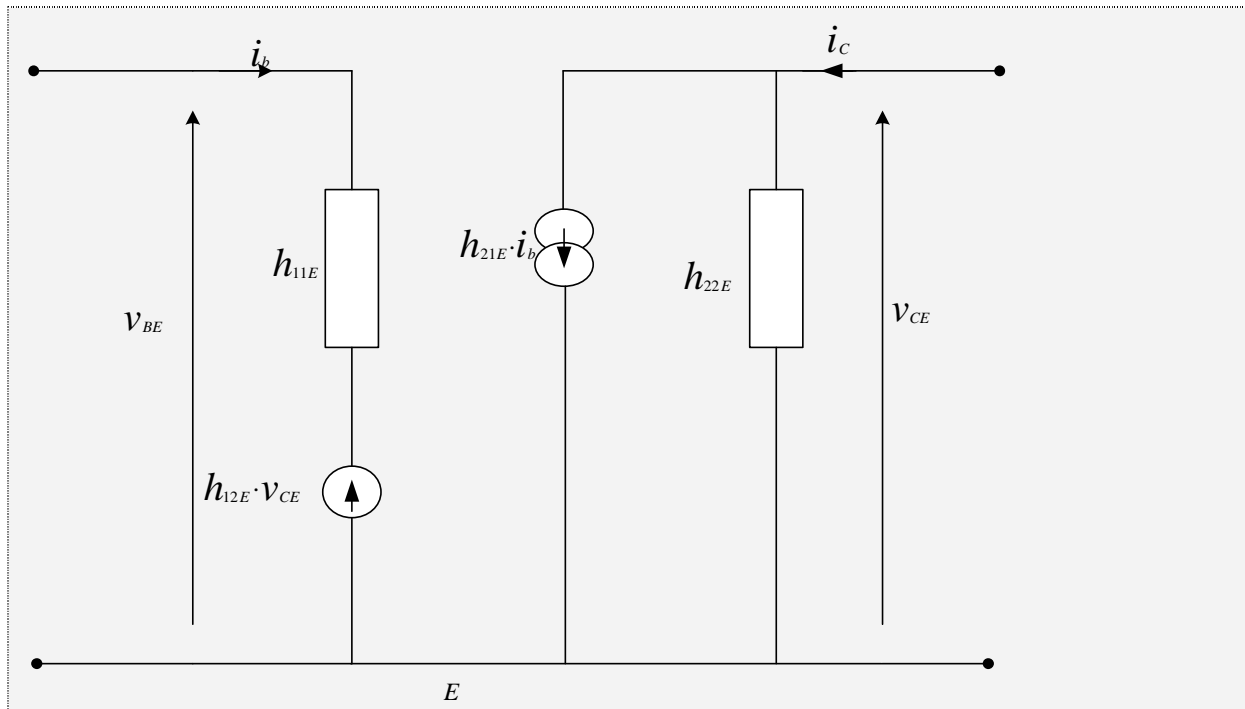 i_b
i_C
h_21E·i_b
h_11E
h_22E
v_BE
v_CE
h_12E·v_CE
E